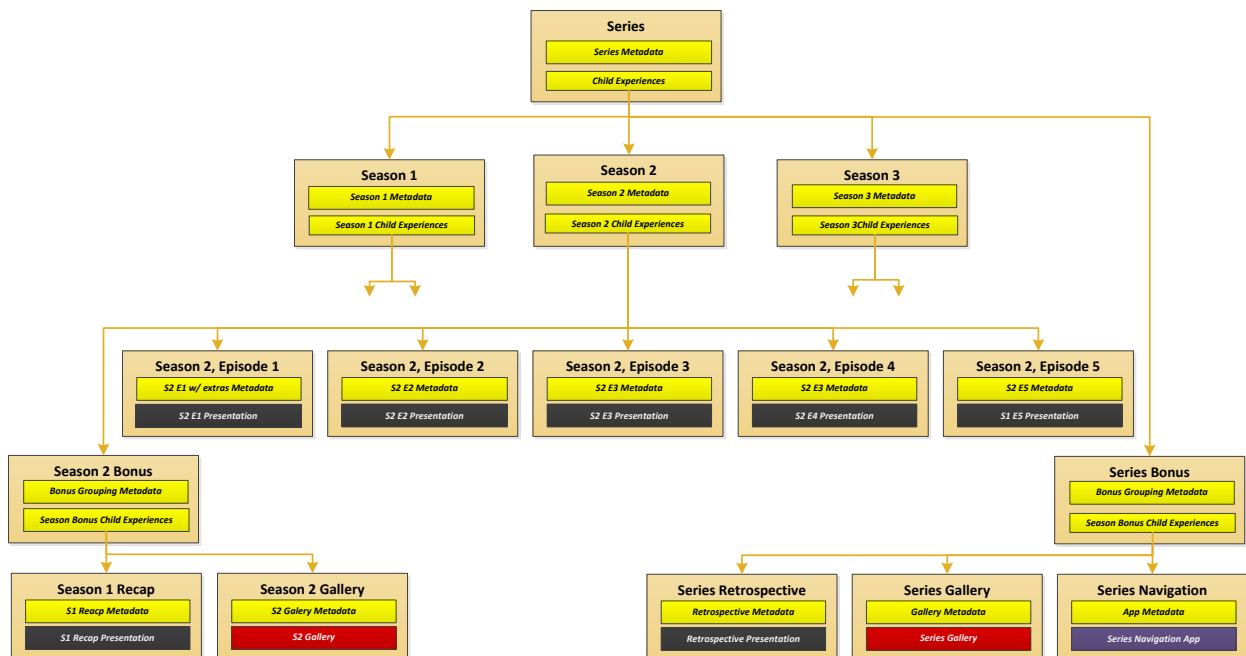 Series
Series Metadata
Child Experiences
Season 1
Season 1 Metadata
Season 1 Child Experiences
Season 2
Season 2 Metadata
Season 2 Child Experiences
Season 3
Season 3 Metadata
Season 3Child Experiences
Season 2, Episode 1
S2 E1 w/ extras Metadata
S2 E1 Presentation
Season 2, Episode 2
S2 E2 Metadata
S2 E2 Presentation
Season 2, Episode 3
S2 E3 Metadata
S2 E3 Presentation
Season 2, Episode 4
S2 E3 Metadata
S2 E4 Presentation
Season 2, Episode 5
S2 E5 Metadata
S1 E5 Presentation
Season 2 Bonus
Bonus Grouping Metadata
Season Bonus Child Experiences
Series Bonus
Bonus Grouping Metadata
Season Bonus Child Experiences
Season 1 Recap
S1 Reacp Metadata
S1 Recap Presentation
Season 2 Gallery
S2 Galery Metadata
S2 Gallery
Series Retrospective
Retrospective Metadata
Retrospective Presentation
Series Gallery
Gallery Metadata
Series Gallery
Series Navigation
App Metadata
Series Navigation App